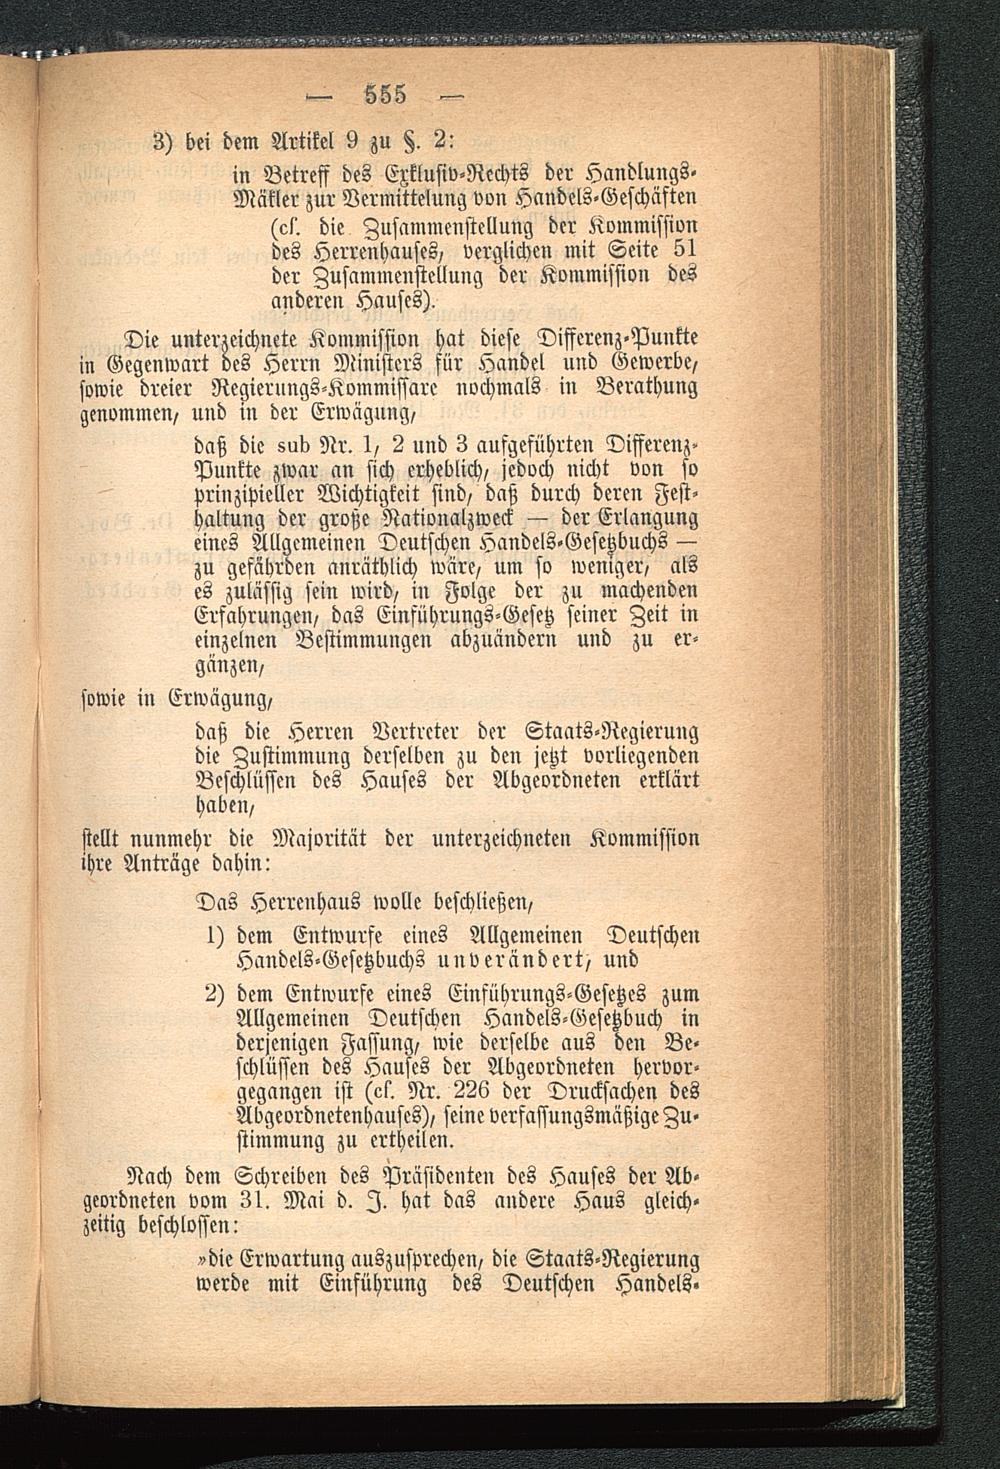 — 555 —
3) bei dem Artikel 9 zu §. 2:
in Betreff des Exklusiv-Rechts der Handlungs-
Mäkler zur Vermittelung von Handels-Geschäften
(cf. die Zusammenstellung der Kommission
des Herrenhauses, verglichen mit Seite 51
der Zusammenstellung der Kommission des
anderen Hauses).
Die unterzeichnete Kommission hat diese Differenz-Punkte
in Gegenwart des Herrn Ministers für Handel und Gewerbe,
sowie dreier Regierungs-Kommissare nochmals in Berathung
genommen, und in der Erwägung,
daß die sub Nr. 1, 2 und 3 aufgeführten Differenz-
Punkte zwar an sich erheblich, jedoch nicht von so
prinzipieller Wichtigkeit sind, daß durch deren Fest-
haltung der große Nationalzweck — der Erlangung
eines Allgemeinen Deutschen Handels-Gesetzbuchs —
zu gefährden anräthlich wäre, um so weniger, als
es zulässig sein wird, in Folge der zu machenden
Erfahrungen, das Einführungs-Gesetz seiner Zeit in
einzelnen Bestimmungen abzuändern und zu er-
gänzen,
sowie in Erwägung,
daß die Herren Vertreter der Staats-Regierung
die Zustimmung derselben zu den jetzt vorliegenden
Beschlüssen des Hauses der Abgeordneten erklärt
haben,
stellt nunmehr die Majorität der unterzeichneten Kommission
ihre Anträge dahin:
Das Herrenhaus wolle beschließen,
1) dem Entwurfe eines Allgemeinen Deutschen
Handels-Gesetzbuchs unverändert, und
2) dem Entwurfe eines Einführungs-Gesetzes zum
Allgemeinen Deutschen Handels-Gesetzbuch in
derjenigen Fassung, wie derselbe aus den Be-
schlüssen des Hauses der Abgeordneten hervor-
gegangen ist (cf. Nr. 226 der Drucksachen des
Abgeordnetenhauses), seine verfassungsmäßige Zu-
stimmung zu ertheilen.
Nach dem Schreiben des Präsidenten des Hauses der Ab-
geordneten vom 31. Mai d. J. hat das andere Haus gleich-
zeitig beschlossen:
»die Erwartung auszusprechen, die Staats-Regierung
werde mit Einführung des Deutschen Handels-